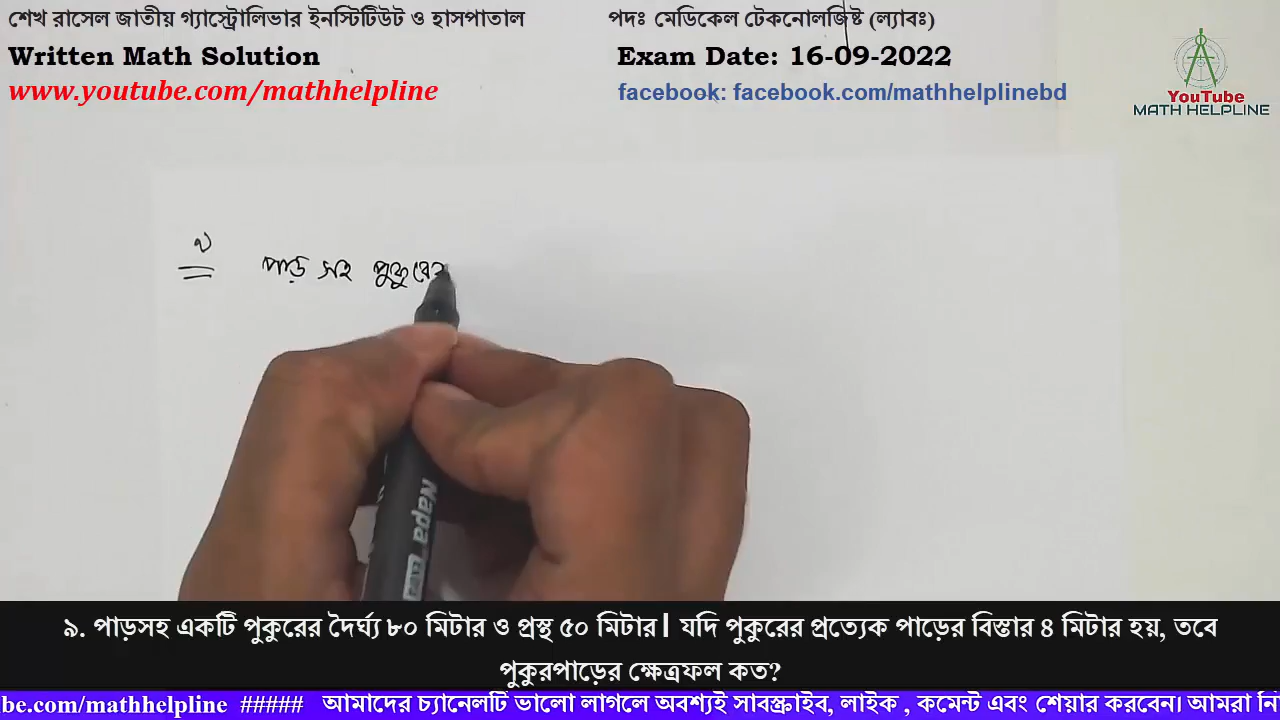 শেখ রাসেল জাতীয় গ্যাস্ট্রোলিভার ইনস্টিটিউট ও হাসপাতাল
পদঃ মেডিকেল টেকনোলজিষ্ট (ল্যাবঃ)
Written Math Solution
Exam Date: 16-09-2022
www.youtube.com/mathhelpline
facebook: facebook.com/mathhelplinebd
YouTube
MATH HELPLINE
৯
পাড় সহ পুকুরের
Napa
৯. পাড়সহ একটি পুকুরের দৈর্ঘ্য ৮০ মিটার ও প্রস্থ ৫০ মিটার। যদি পুকুরের প্রত্যেক পাড়ের বিস্তার 4 মিটার হয়, তবে
পুকুরপাড়ের ক্ষেত্রফল কত?
be.com/mathhelpline ##### আমাদের চ্যানেলটি ভালো লাগলে অবশ্যই সাবস্ক্রাইব, লাইক , কমেন্ট এবং শেয়ার করবেন। আমরা নি